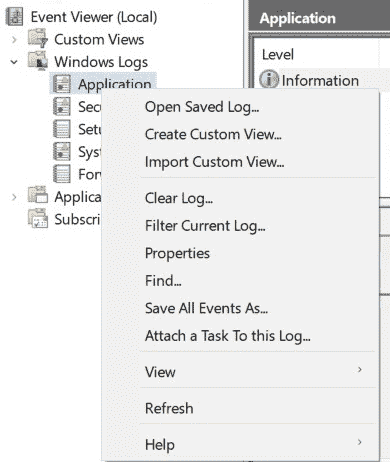 Event Viewer (Local)
Custom Views
Windows Logs
Application
Secu
Setu
Syst
Forv
Applica
Subscri
Application
Level
Information
Open Saved Log...
Create Custom View...
Import Custom View...
Clear Log...
Filter Current Log...
Properties
Find...
Save All Events As...
Attach a Task To this Log...
View
Refresh
Help